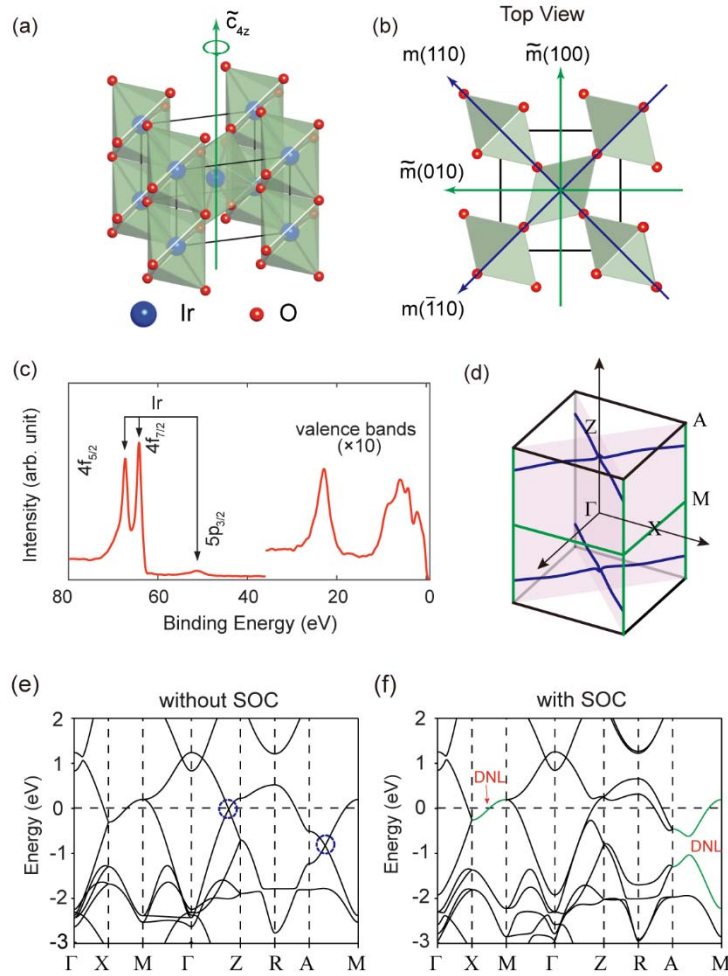 (a)
c̃4z
Ir
O
(b)
Top View
m(110)
m̃(100)
m̃(010)
m(1̄10)
(c)
Intensity (arb. unit)
Ir
4f5/2
4f7/2
5p3/2
valence bands
(×10)
80
60
40
20
0
Binding Energy (eV)
(d)
Z
A
Γ
M
X
(e)
without SOC
Energy (eV)
2
1
0
-1
-2
-3
Γ X M Γ Z R A M
(f)
with SOC
Energy (eV)
2
1
0
-1
-2
-3
DNL
DNL
Γ X M Γ Z R A M